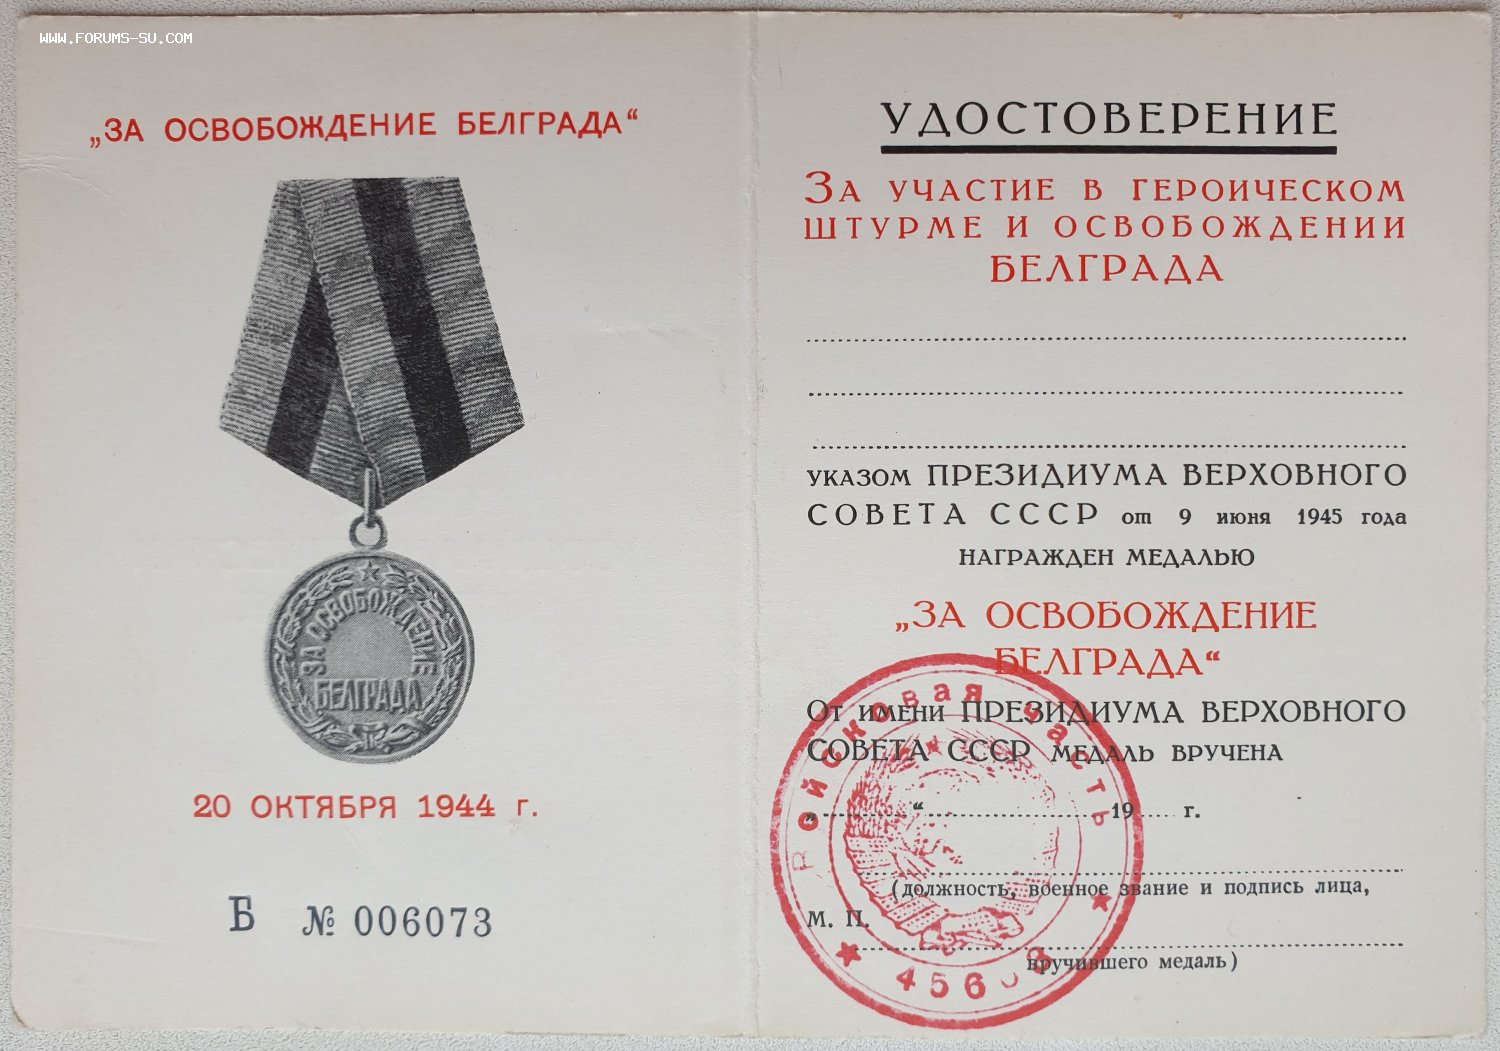 WWW.FORUMS-SU.COM
„ЗА ОСВОБОЖДЕНИЕ БЕЛГРАДА“
ЗА ОСВОБОЖДЕНИЕ
БЕЛГРАДА
20 ОКТЯБРЯ 1944 г.
Б № 006073
УДОСТОВЕРЕНИЕ
ЗА УЧАСТИЕ В ГЕРОИЧЕСКОМ
ШТУРМЕ И ОСВОБОЖДЕНИИ
БЕЛГРАДА
УКАЗОМ ПРЕЗИДИУМА ВЕРХОВНОГО
СОВЕТА СССР от 9 июня 1945 года
НАГРАЖДЕН МЕДАЛЬЮ
„ЗА ОСВОБОЖДЕНИЕ
БЕЛГРАДА“
От имени ПРЕЗИДИУМА ВЕРХОВНОГО
СОВЕТА СССР МЕДАЛЬ ВРУЧЕНА
„..........“....................19.....г.
(должность, военное звание и подпись лица,
М. П.
вручившего медаль)
Войсковая часть